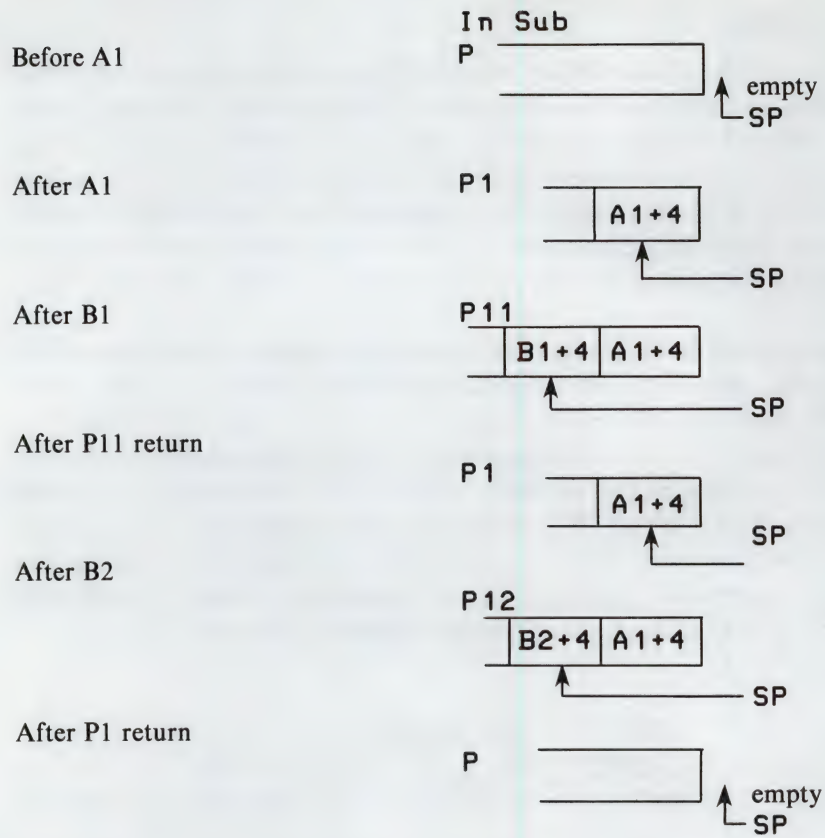 In Sub
Before A1 P
empty
SP
After A1 P1
A1+4
SP
After B1 P11
B1+4 A1+4
SP
After P11 return
P1
A1+4
SP
After B2
P12
B2+4 A1+4
SP
After P1 return
P
empty
SP